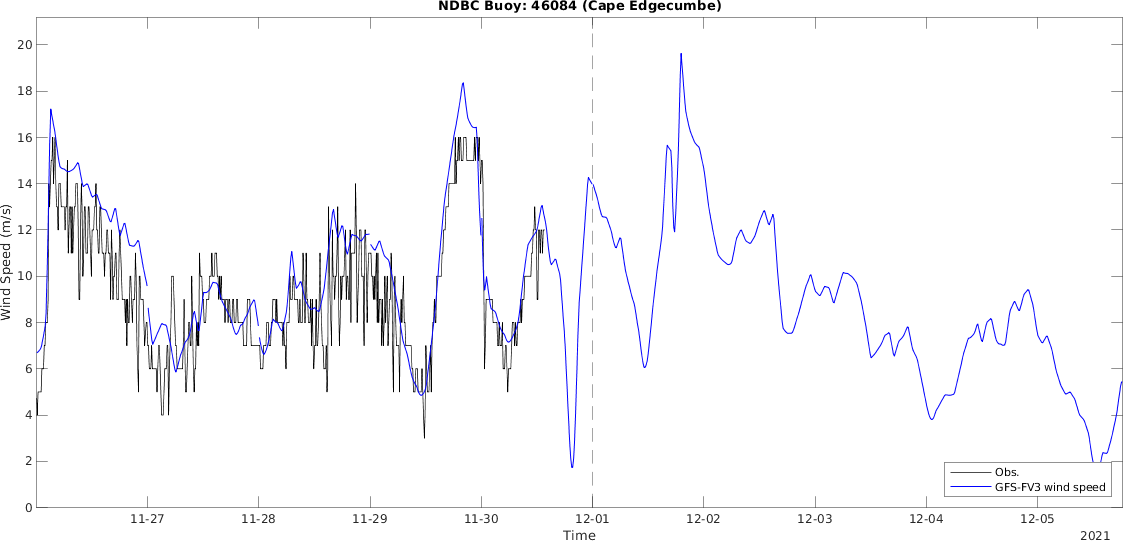 NDBC Buoy: 46084 (Cape Edgecumbe)
20
18
16
14
12
10
8
6
4
2
0
Wind Speed (m/s)
11-27 11-28 11-29 11-30 12-01 12-02 12-03 12-04 12-05
Time
2021
Obs.
GFS-FV3 wind speed